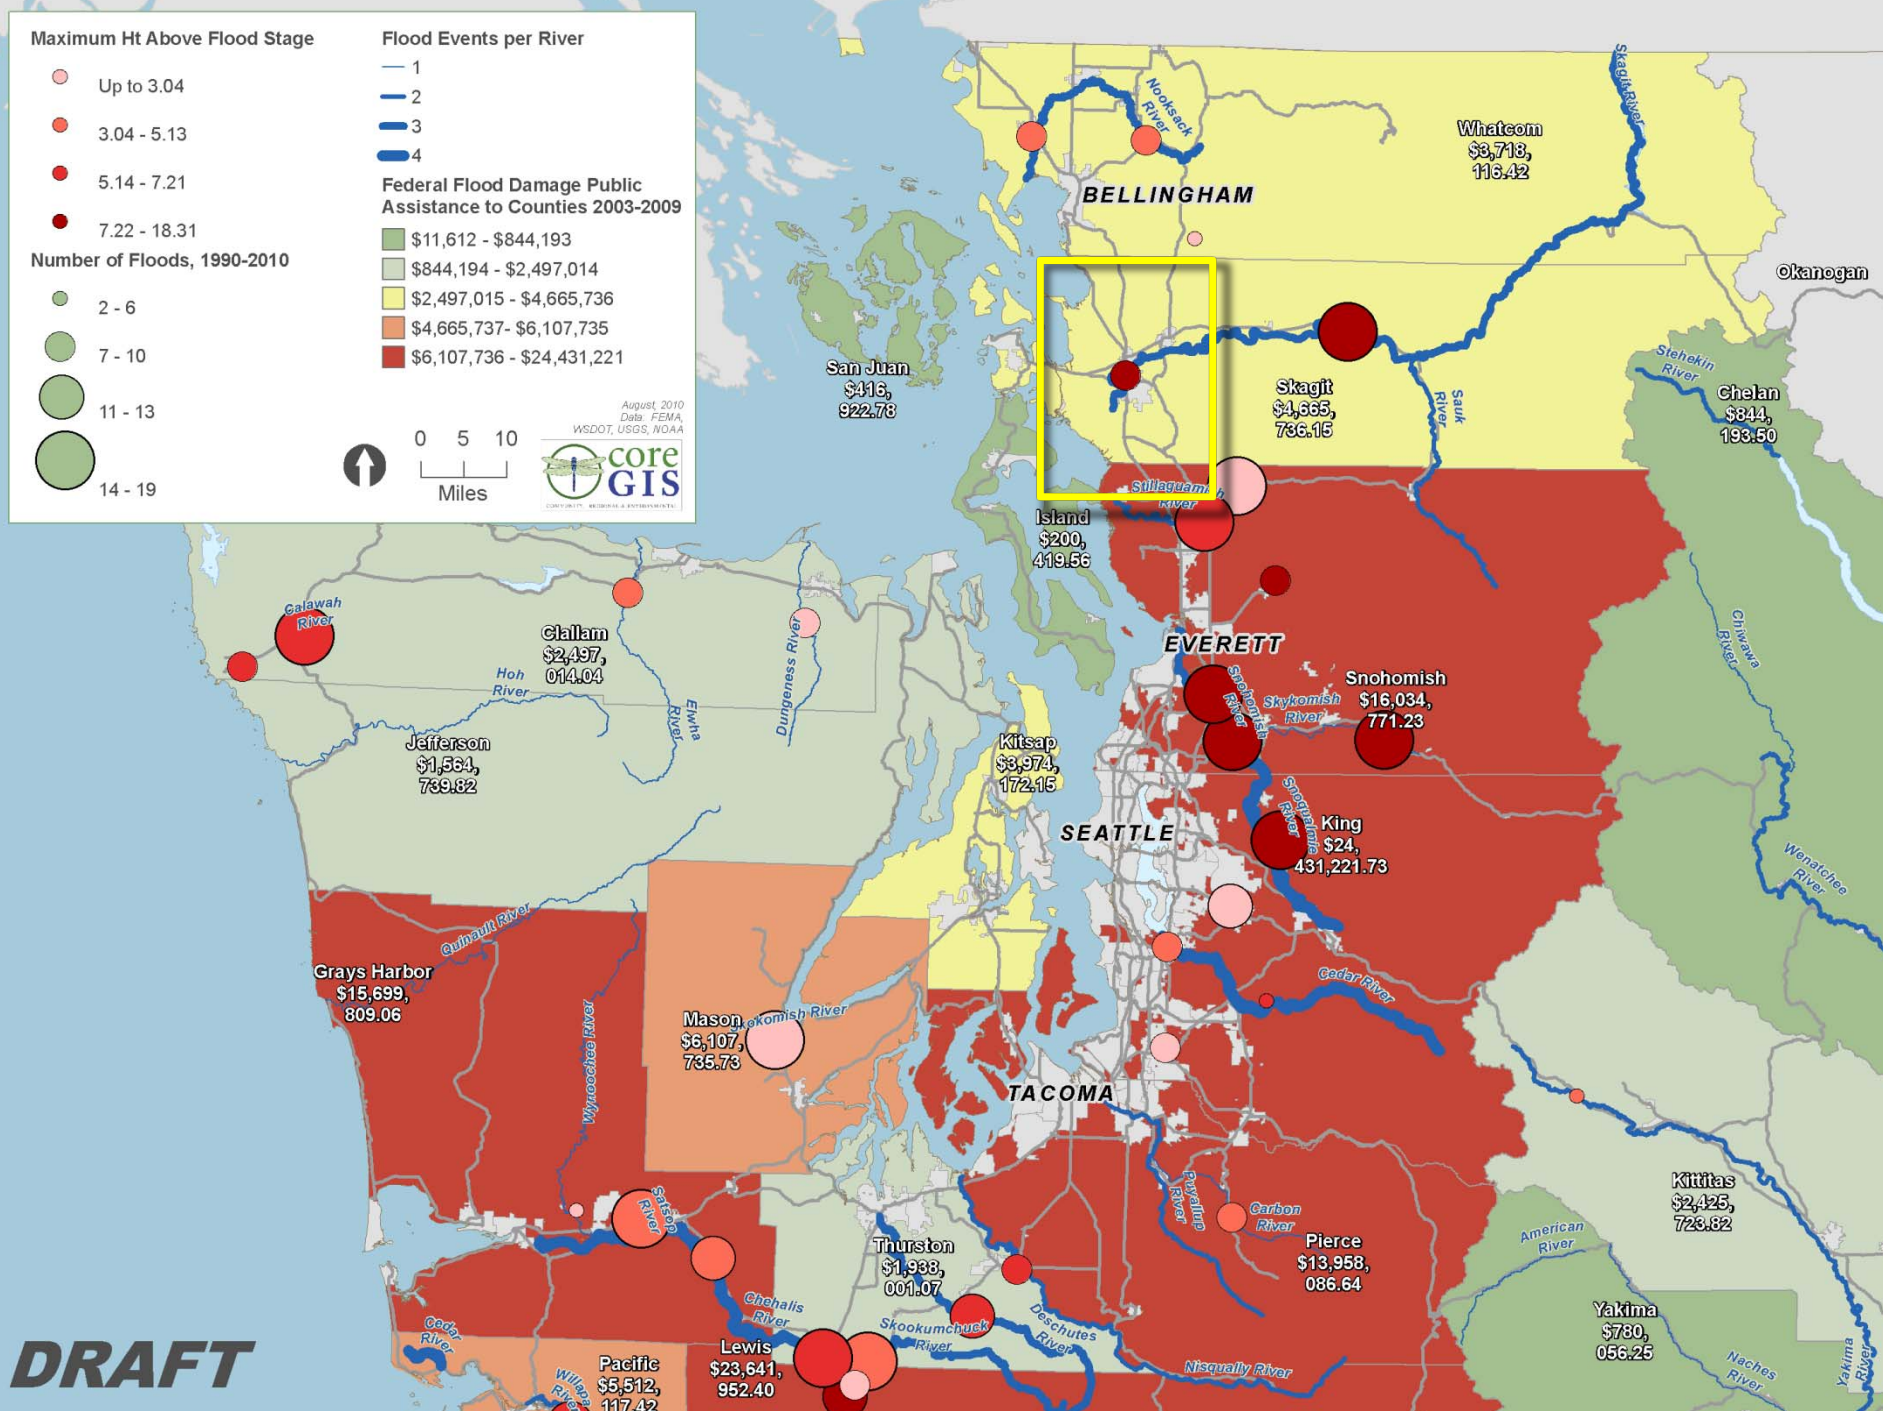 Maximum Ht Above Flood Stage
Up to 3.04
3.04 - 5.13
5.14 - 7.21
7.22 - 18.31
Number of Floods, 1990-2010
2 - 6
7 - 10
11 - 13
14 - 19
Flood Events per River
1
2
3
4
Federal Flood Damage Public
Assistance to Counties 2003-2009
$11,612 - $844,193
$844,194 - $2,497,014
$2,497,015 - $4,665,736
$4,665,737- $6,107,735
$6,107,736 - $24,431,221
August, 2010
Data: FEMA,
WSDOT, USGS, NOAA
0 5 10
Miles
core
GIS
Nooksack
River
Skagit River
Whatcom
$3,718,
116.42
BELLINGHAM
Okanogan
San Juan
$416,
922.78
Skagit
$4,665,
736.15
Sauk
River
Stehekin
River
Chelan
$844,
193.50
Stillaguamish
River
Island
$200,
419.56
Calawah
River
Clallam
$2,497,
014.04
Hoh
River
Elwha
River
Dungeness River
EVERETT
Snohomish
River
Skykomish
River
Snohomish
$16,034,
771.23
Chiwawa
River
Jefferson
$1,564,
739.82
Kitsap
$3,974,
172.15
SEATTLE
Snoqualmie
River
King
$24,
431,221.73
Wenatchee
River
Quinault River
Grays Harbor
$15,699,
809.06
Wynoochee River
Mason
$6,107,
735.73
Skokomish River
Cedar River
TACOMA
Puyallup
River
Carbon
River
Pierce
$13,958,
086.64
Kittitas
$2,425,
723.82
American
River
Satsop
River
Thurston
$1,938,
001.07
Chehalis
River
Skookumchuck
River
Deschutes
River
Nisqually River
Yakima
$780,
056.25
Naches
River
Yakima
River
Cedar
River
Lewis
$23,641,
952.40
Pacific
$5,512,
117.42
Willapa
River
DRAFT